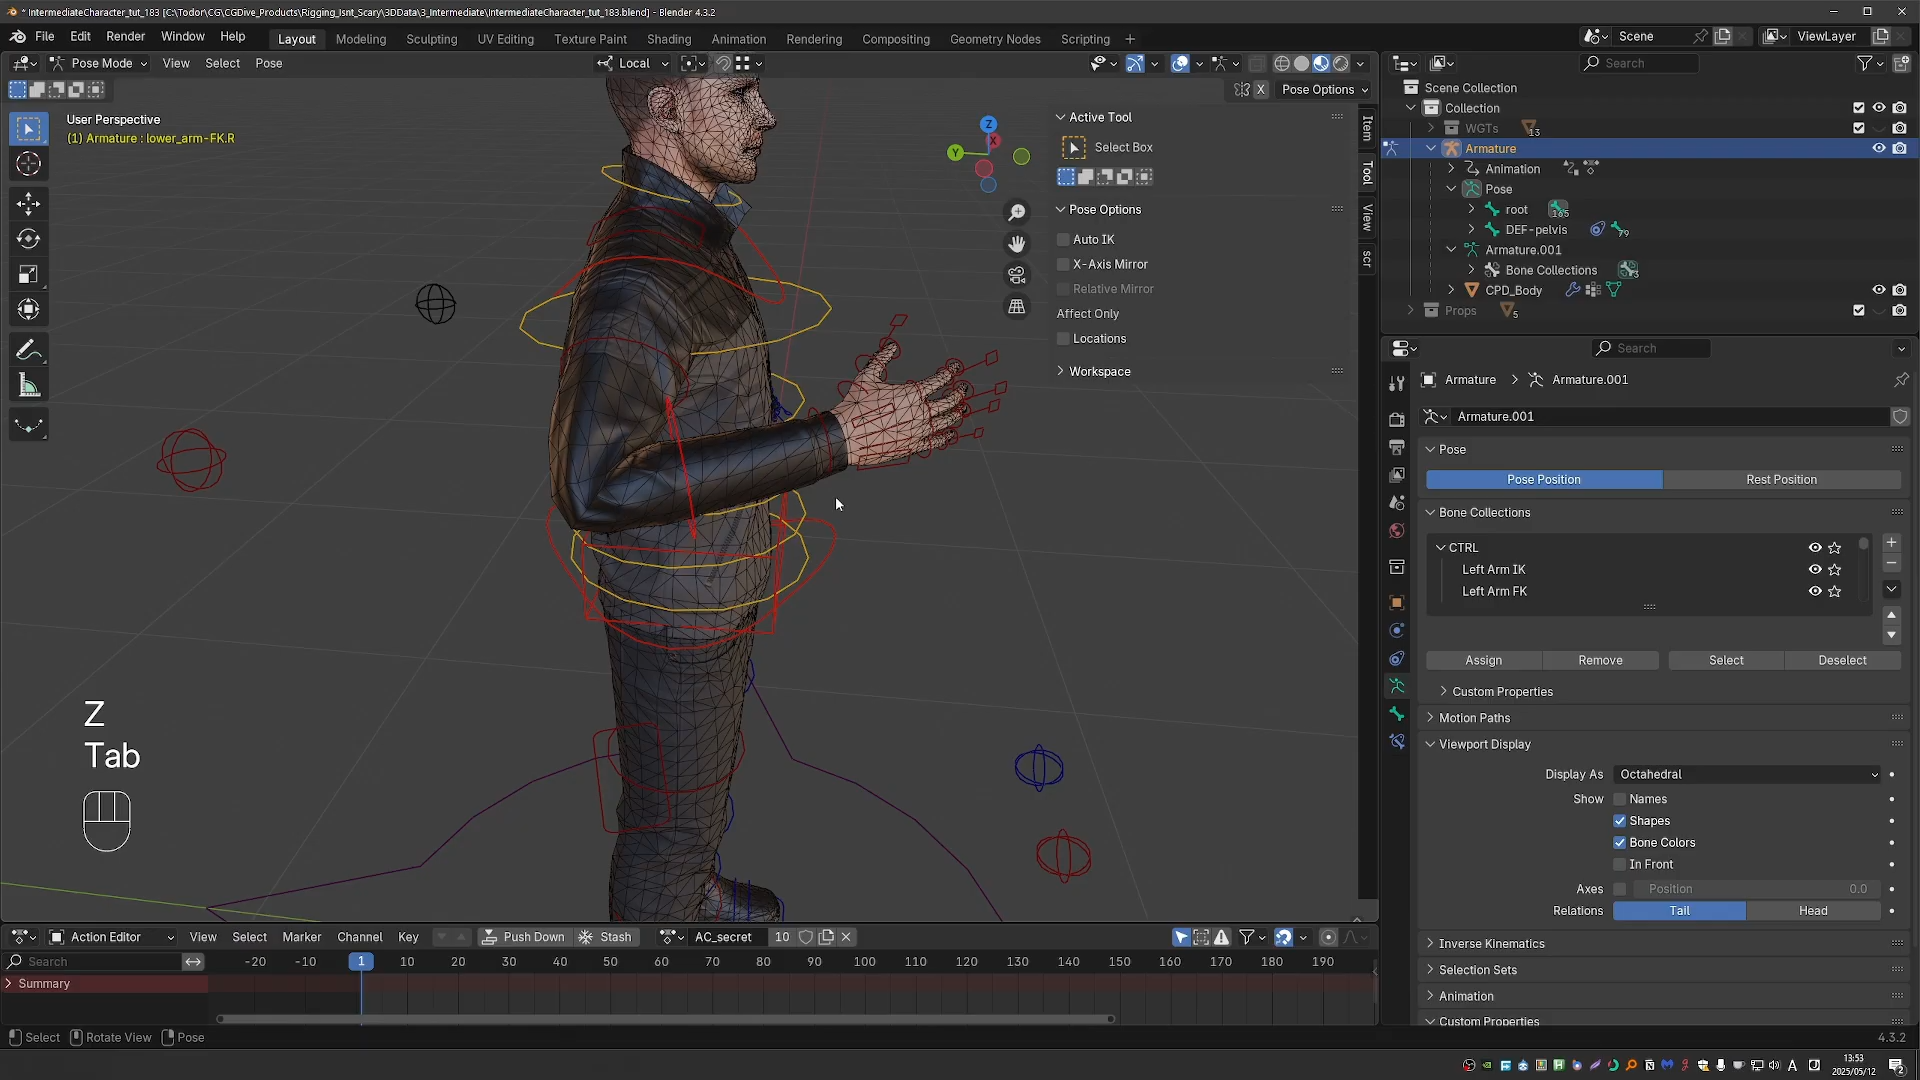 * IntermediateCharacter_tut_183 [C:\Todor\CG\CGDive_Products\Rigging_Isnt_Scary\3DData\3_Intermediate\IntermediateCharacter_tut_183.blend] - Blender 4.3.2
File Edit Render Window Help Layout Modeling Sculpting UV Editing Texture Paint Shading Animation Rendering Compositing Geometry Nodes Scripting + Scene ViewLayer
Pose Mode View Select Pose Local
Search
X Pose Options
Scene Collection
Collection
WGTs 13
Armature
Animation
Pose
root 165
DEF-pelvis 79
Armature.001
Bone Collections 3
CPD_Body
Props 5
User Perspective
(1) Armature : lower_arm-FK.R
Z
X
Y
Active Tool
Select Box
Pose Options
Auto IK
X-Axis Mirror
Relative Mirror
Affect Only
Locations
Workspace
Item
Tool
View
scr
Search
Armature > Armature.001
Armature.001
Pose
Pose Position Rest Position
Bone Collections
CTRL
Left Arm IK
Left Arm FK
Assign Remove Select Deselect
Custom Properties
Motion Paths
Viewport Display
Display As Octahedral
Show Names
Shapes
Bone Colors
In Front
Axes Position 0.0
Relations Tail Head
Inverse Kinematics
Selection Sets
Animation
Custom Properties
Z
Tab
Action Editor View Select Marker Channel Key Push Down Stash AC_secret 10
Search -20 -10 1 10 20 30 40 50 60 70 80 90 100 110 120 130 140 150 160 170 180 190
Summary
Select Rotate View Pose 4.3.2
A 13:53
2025/05/12 2